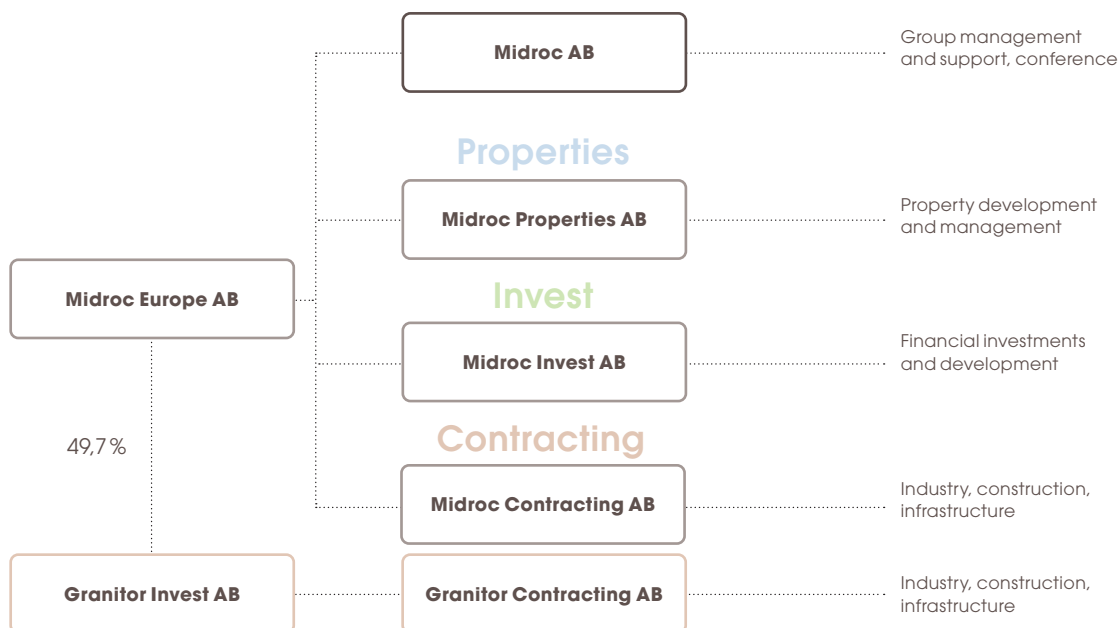 Midroc AB
Group management
and support, conference
Properties
Midroc Properties AB
Property development
and management
Midroc Europe AB
Invest
Midroc Invest AB
Financial investments
and development
49,7 %
Contracting
Midroc Contracting AB
Industry, construction,
infrastructure
Granitor Invest AB
Granitor Contracting AB
Industry, construction,
infrastructure